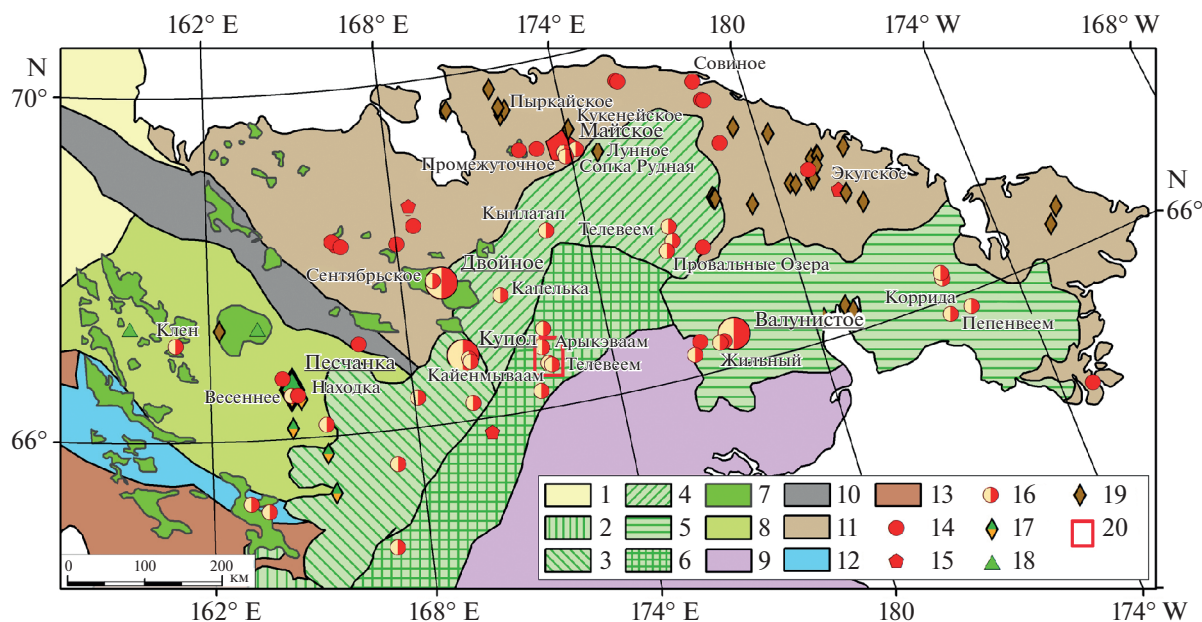 162° E 168° E 174° E 180 174° W 168° W
N
70°
Совиное
Пыркайское
Кукенейское
Майское
Промежуточное
Лунное
Сопка Рудная
Экугское
N
66°
Кыплатап
Телевеем
Провальные Озера
Сентябрьское
Двойное
Капелька
Коррида
Пепенвеем
Клен
Валунистое
Купол
Арыкэваам
Жильный
Песчанка
Кайенмываам
Телевеем
Находка
Весеннее
66°
1 4 7 10 13 16 19
2 5 8 11 14 17 20
3 6 9 12 15 18
0 100 200
км
162° E 168° E 174° E 180 174° W